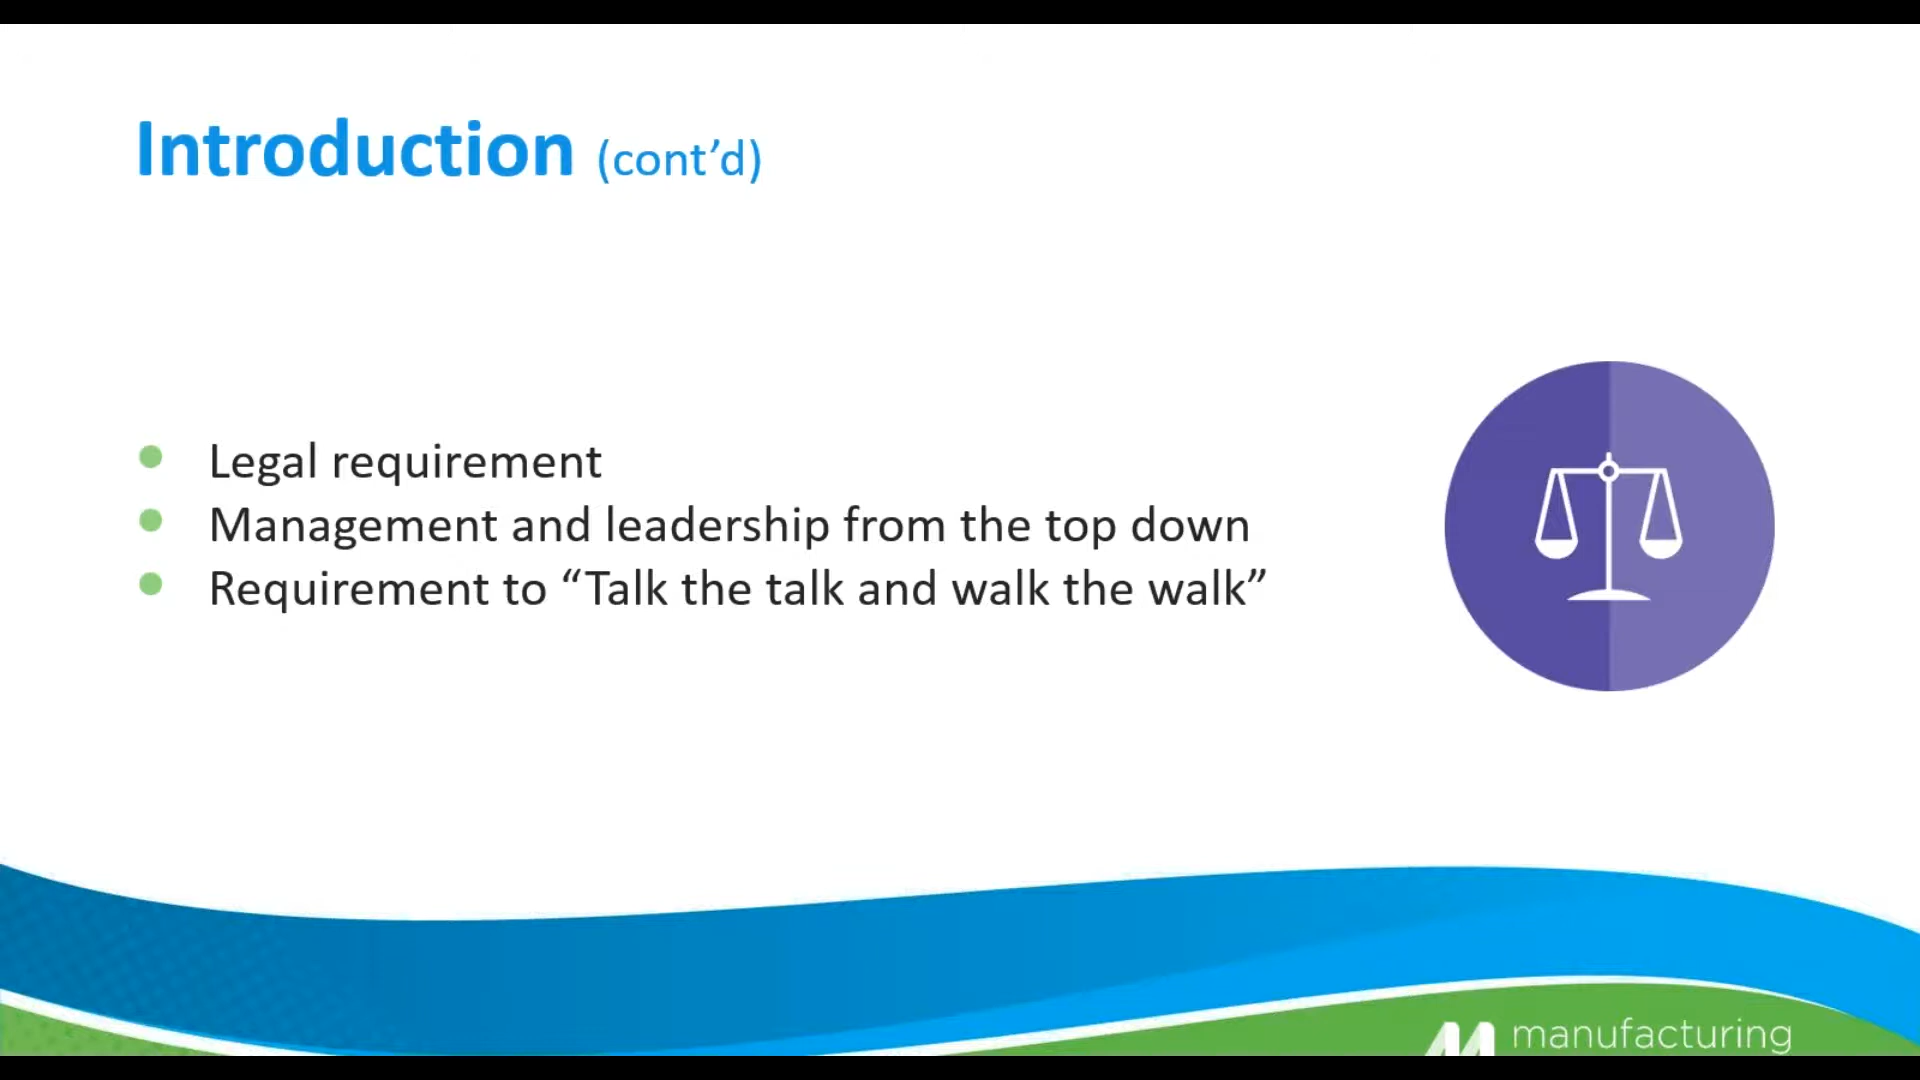 Introduction (cont’d)
Legal requirement
Management and leadership from the top down
Requirement to “Talk the talk and walk the walk”
manufacturing